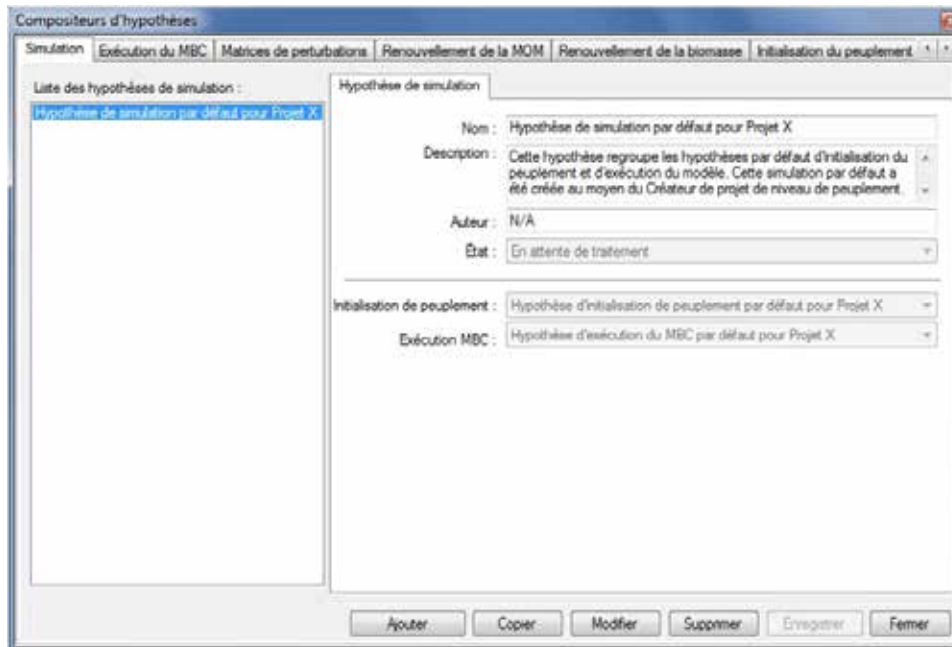 Compositeurs d'hypothèses
Simulation Exécution du MBC Matrices de perturbations Renouvellement de la MOM Renouvellement de la biomasse Initialisation du peuplement
Liste des hypothèses de simulation :
Hypothèse de simulation par défaut pour Projet X
Hypothèse de simulation
Nom : Hypothèse de simulation par défaut pour Projet X
Description : Cette hypothèse regroupe les hypothèses par défaut d'initialisation du
peuplement et d'exécution du modèle. Cette simulation par défaut a
été créée au moyen du Créateur de projet de niveau de peuplement.
Auteur : N/A
État : En attente de traitement
Initialisation de peuplement : Hypothèse d'initialisation de peuplement par défaut pour Projet X
Exécution MBC : Hypothèse d'exécution du MBC par défaut pour Projet X
Ajouter Copier Modifier Supprimer Enregistrer Fermer